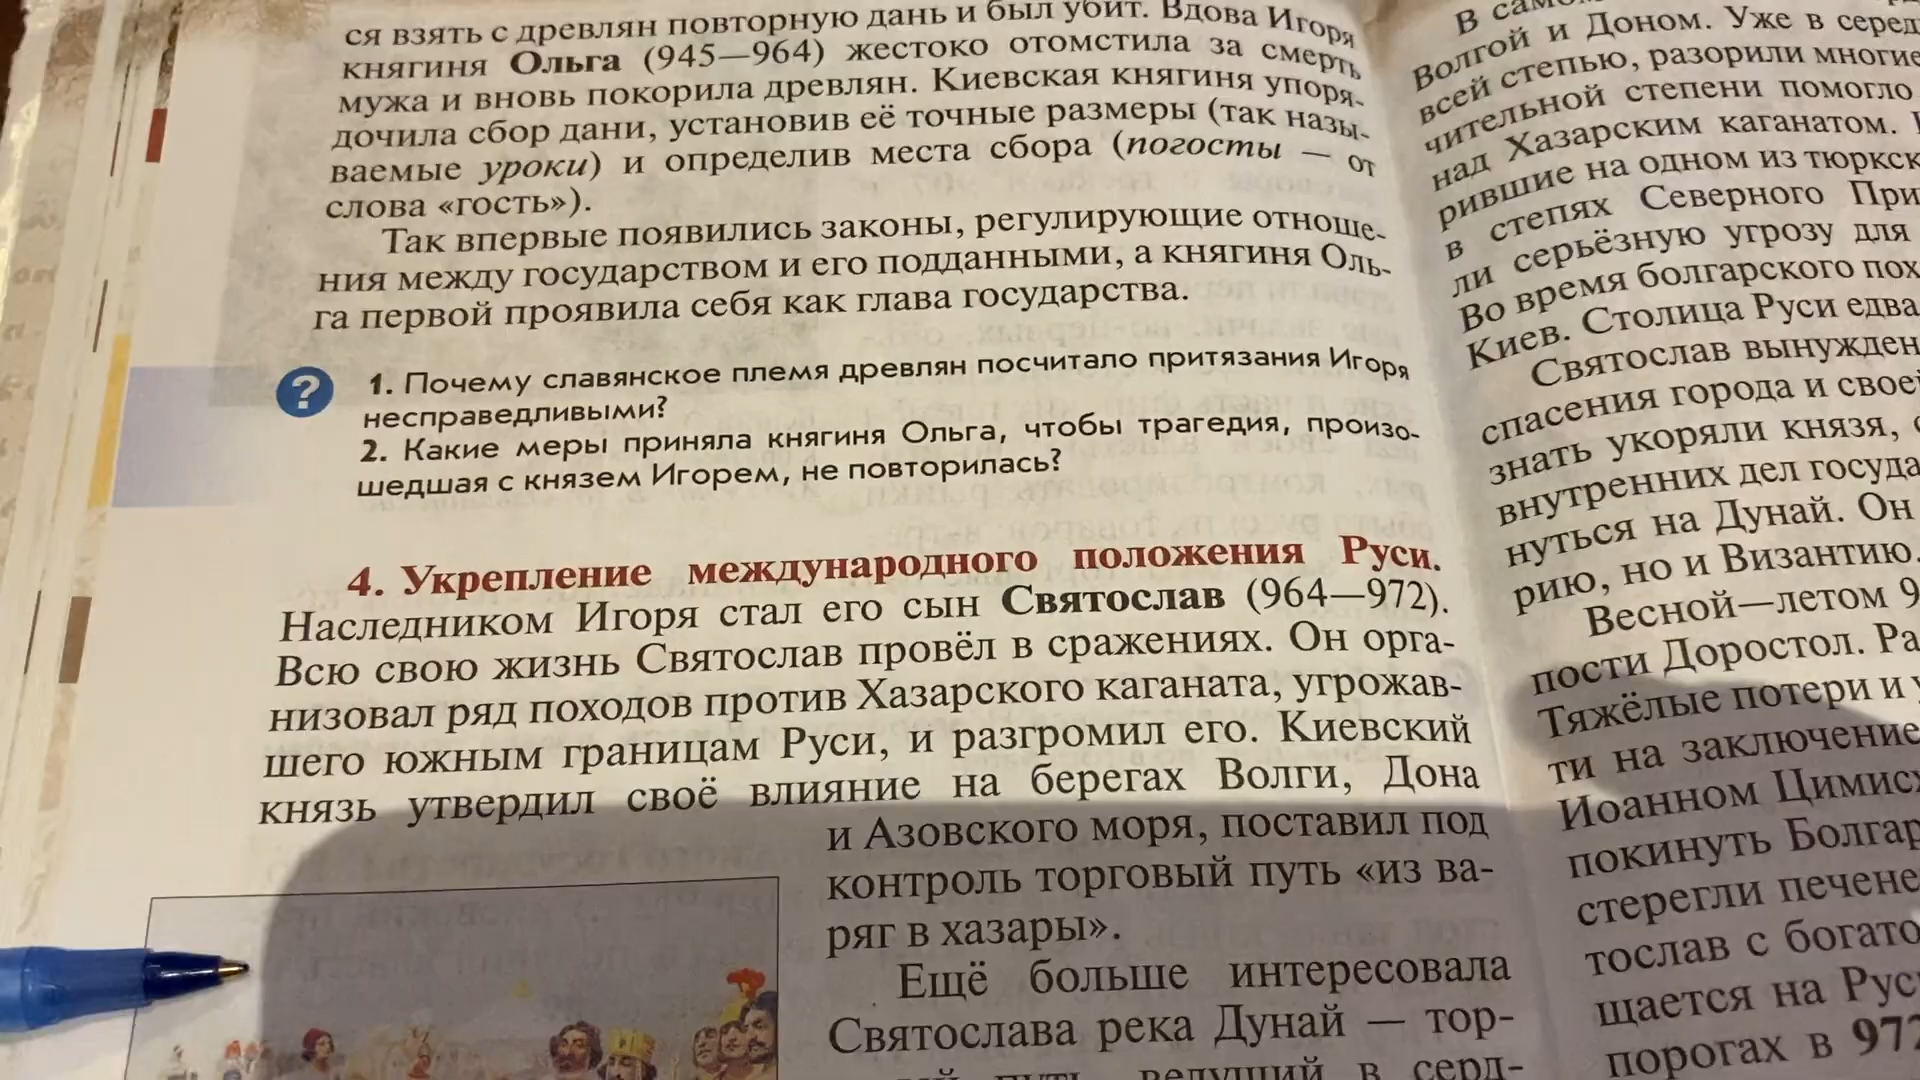 ся взять с древлян повторную дань и был убит. Вдова Игоря
княгиня Ольга (945—964) жестоко отомстила за смерть
мужа и вновь покорила древлян. Киевская княгиня упоря-
дочила сбор дани, установив её точные размеры (так назы-
ваемые уроки) и определив места сбора (погосты — от
слова «гость»).
Так впервые появились законы, регулирующие отноше-
ния между государством и его подданными, а княгиня Оль-
га первой проявила себя как глава государства.
1. Почему славянское племя древлян посчитало притязания Игоря
несправедливыми?
2. Какие меры приняла княгиня Ольга, чтобы трагедия, произо-
шедшая с князем Игорем, не повторилась?
4. Укрепление международного положения Руси.
Наследником Игоря стал его сын Святослав (964—972).
Всю свою жизнь Святослав провёл в сражениях. Он орга-
низовал ряд походов против Хазарского каганата, угрожав-
шего южным границам Руси, и разгромил его. Киевский
князь утвердил своё влияние на берегах Волги, Дона
и Азовского моря, поставил под
контроль торговый путь «из ва-
ряг в хазары».
Ещё больше интересовала
Святослава река Дунай — тор-
путь, ведущий в серд-
В
Волгой и Доном. Уже в серед
всей степью, разорили многие
чительной степени помогло
над Хазарским каганатом.
рившие на одном из тюркск
в степях Северного При
ли серьёзную угрозу для
Во время болгарского пох
Киев. Столица Руси едва
Святослав вынужден
спасения города и своей
знать укоряли князя,
внутренних дел госуда
нуться на Дунай. Он
рию, но и Византию.
Весной—летом 9
пости Доростол. Ра
Тяжёлые потери и
ти на заключение
Иоанном Цимисх
покинуть Болгар
стерегли печене
тослав с богато
щается на Рус
порогах в 972